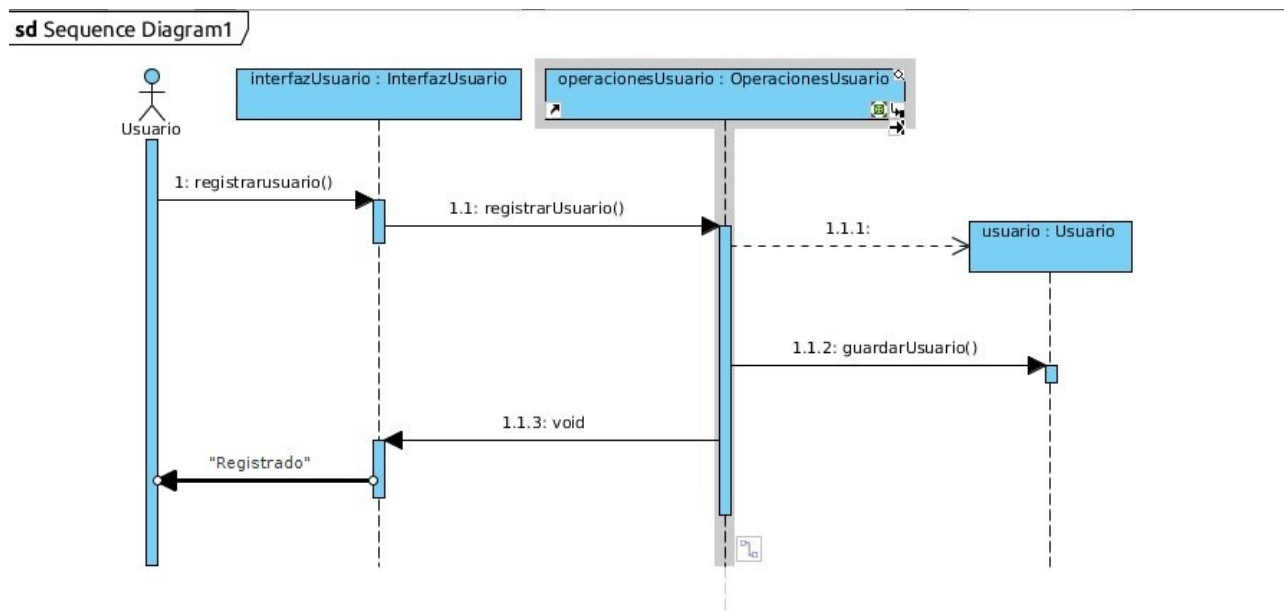 sd Sequence Diagram1
interfazUsuario : InterfazUsuario
operacionesUsuario : OperacionesUsuario
Usuario
1: registrarusuario()
1.1: registrarUsuario()
1.1.1:
usuario : Usuario
1.1.2: guardarUsuario()
1.1.3: void
"Registrado"